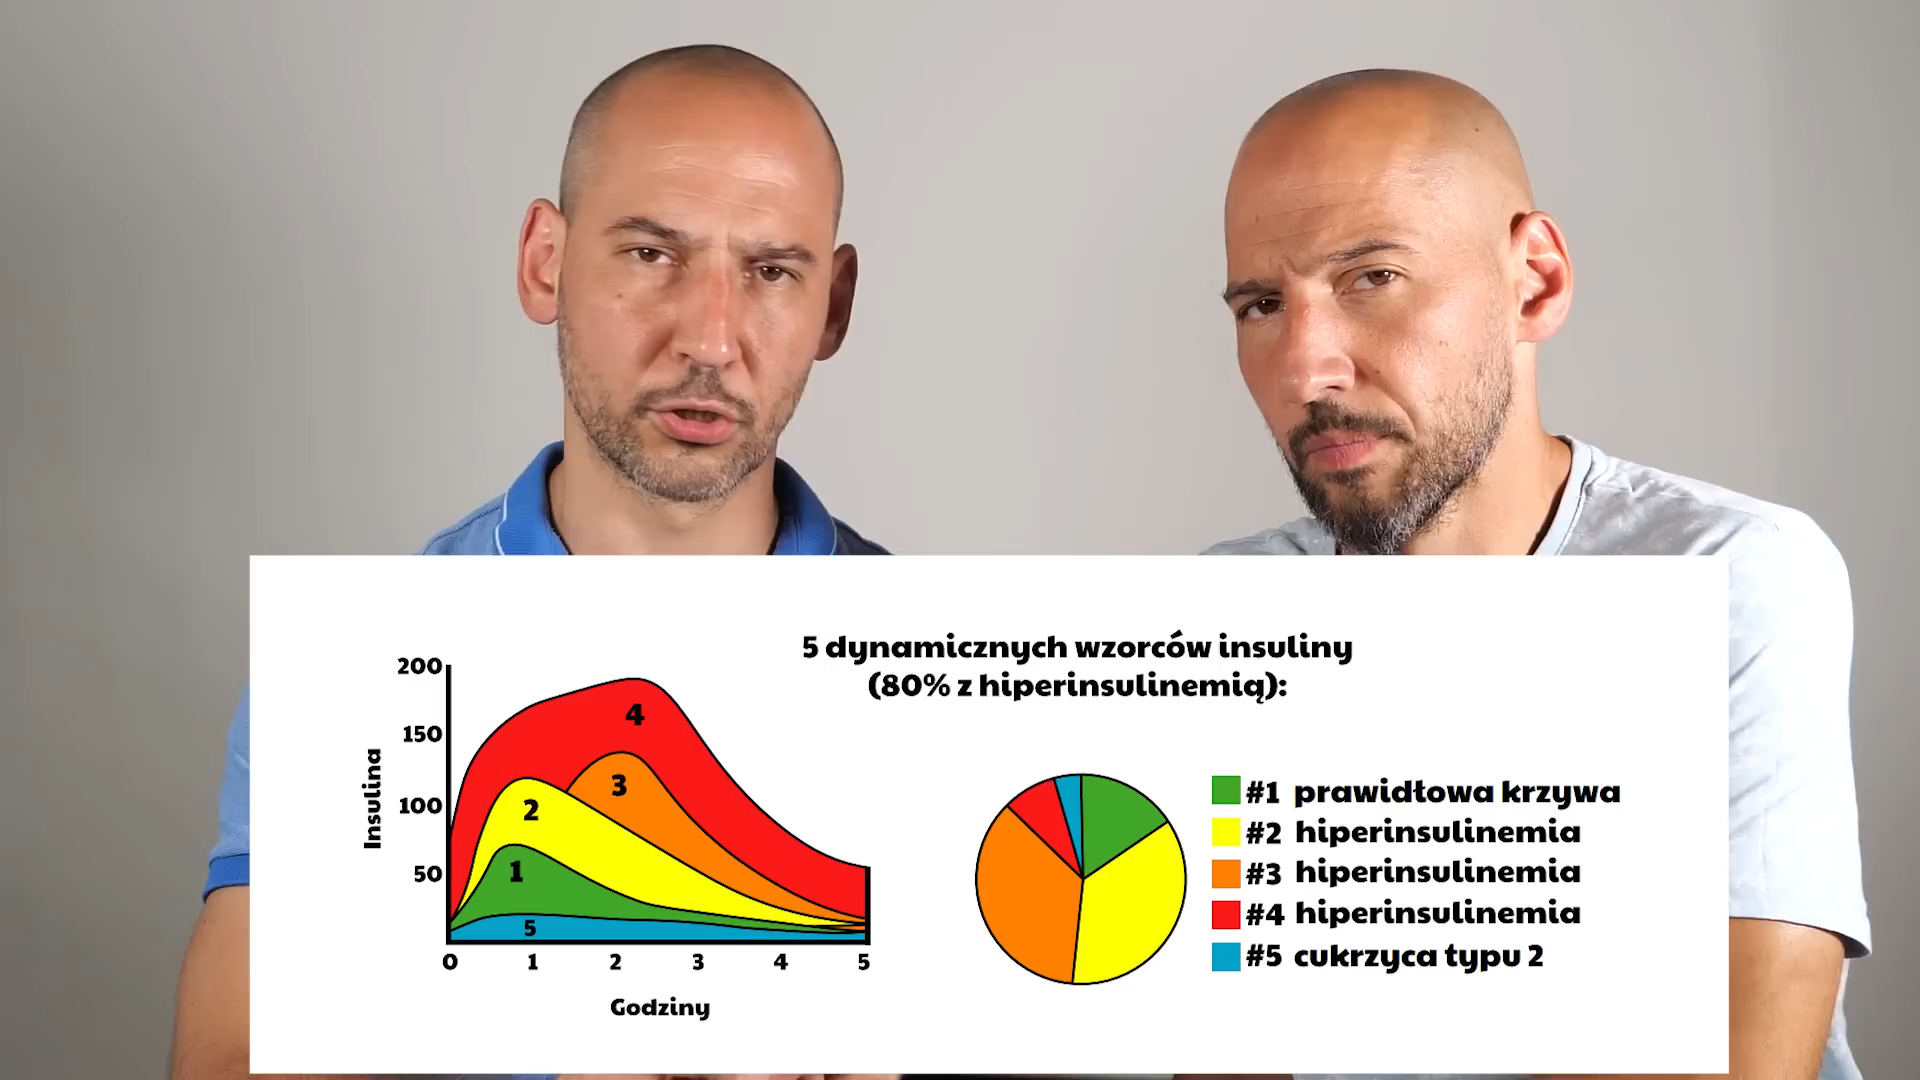 5 dynamicznych wzorców insuliny
(80% z hiperinsulinemią):
200
150
100
50
Insulina
4
3
2
1
5
0 1 2 3 4 5
Godziny
#1 prawidłowa krzywa
#2 hiperinsulinemia
#3 hiperinsulinemia
#4 hiperinsulinemia
#5 cukrzyca typu 2